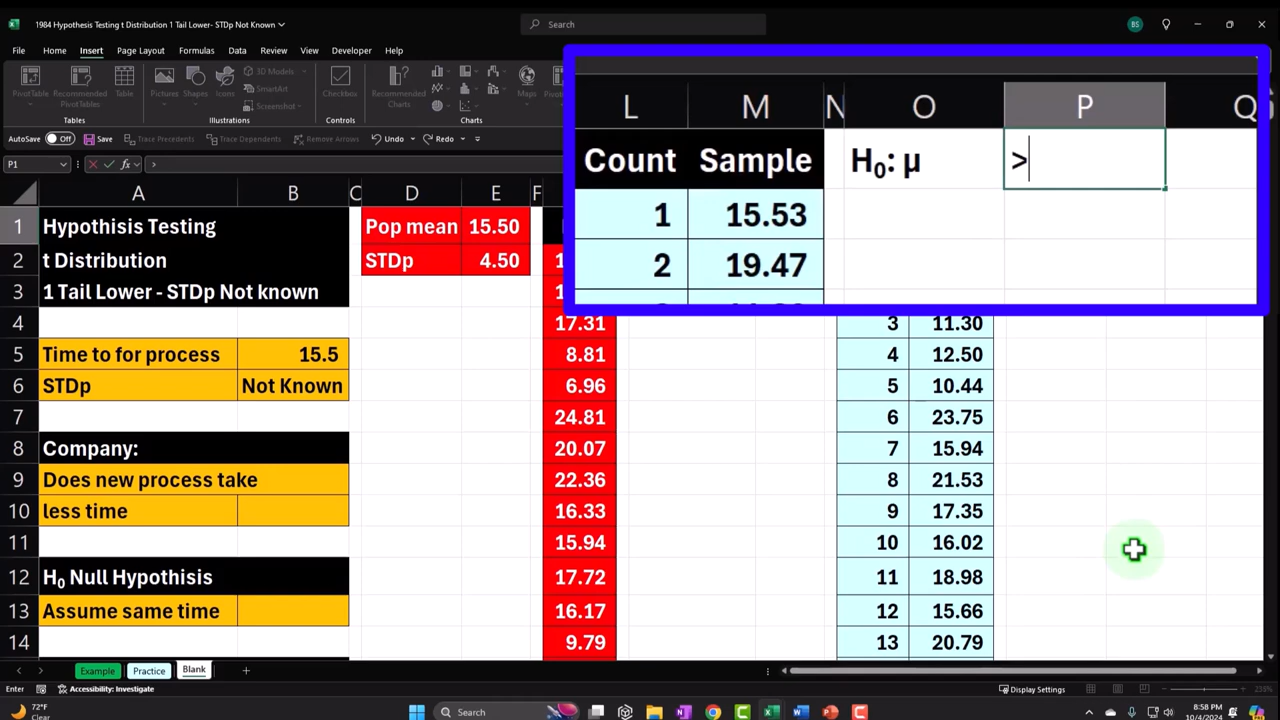 1984 Hypothesis Testing t Distribution 1 Tail Lower- STDp Not Known
Search
BS
File Home Insert Page Layout Formulas Data Review View Developer Help
PivotTable Recommended PivotTables Table
Tables
Pictures Shapes Icons 3D Models SmartArt Screenshot
Illustrations
Checkbox
Controls
Recommended Charts
Maps
Charts
AutoSave Off Save Trace Precedents Trace Dependents Remove Arrows Undo Redo
P1 fx >
L M N O P Q
Count Sample H₀: µ >
1 15.53
2 19.47
A B C D E F
1 Hypothisis Testing Pop mean 15.50
2 t Distribution STDp 4.50
3 1 Tail Lower - STDp Not known
4 17.31 3 11.30
5 Time to for process 15.5 8.81 4 12.50
6 STDp Not Known 6.96 5 10.44
7 24.81 6 23.75
8 Company: 20.07 7 15.94
9 Does new process take 22.36 8 21.53
10 less time 16.33 9 17.35
11 15.94 10 16.02
12 H₀ Null Hypothisis 17.72 11 18.98
13 Assume same time 16.17 12 15.66
14 9.79 13 20.79
Example Practice Blank +
Enter Accessibility: Investigate Display Settings 238%
72°F
Clear
Search
8:58 PM
10/4/2024